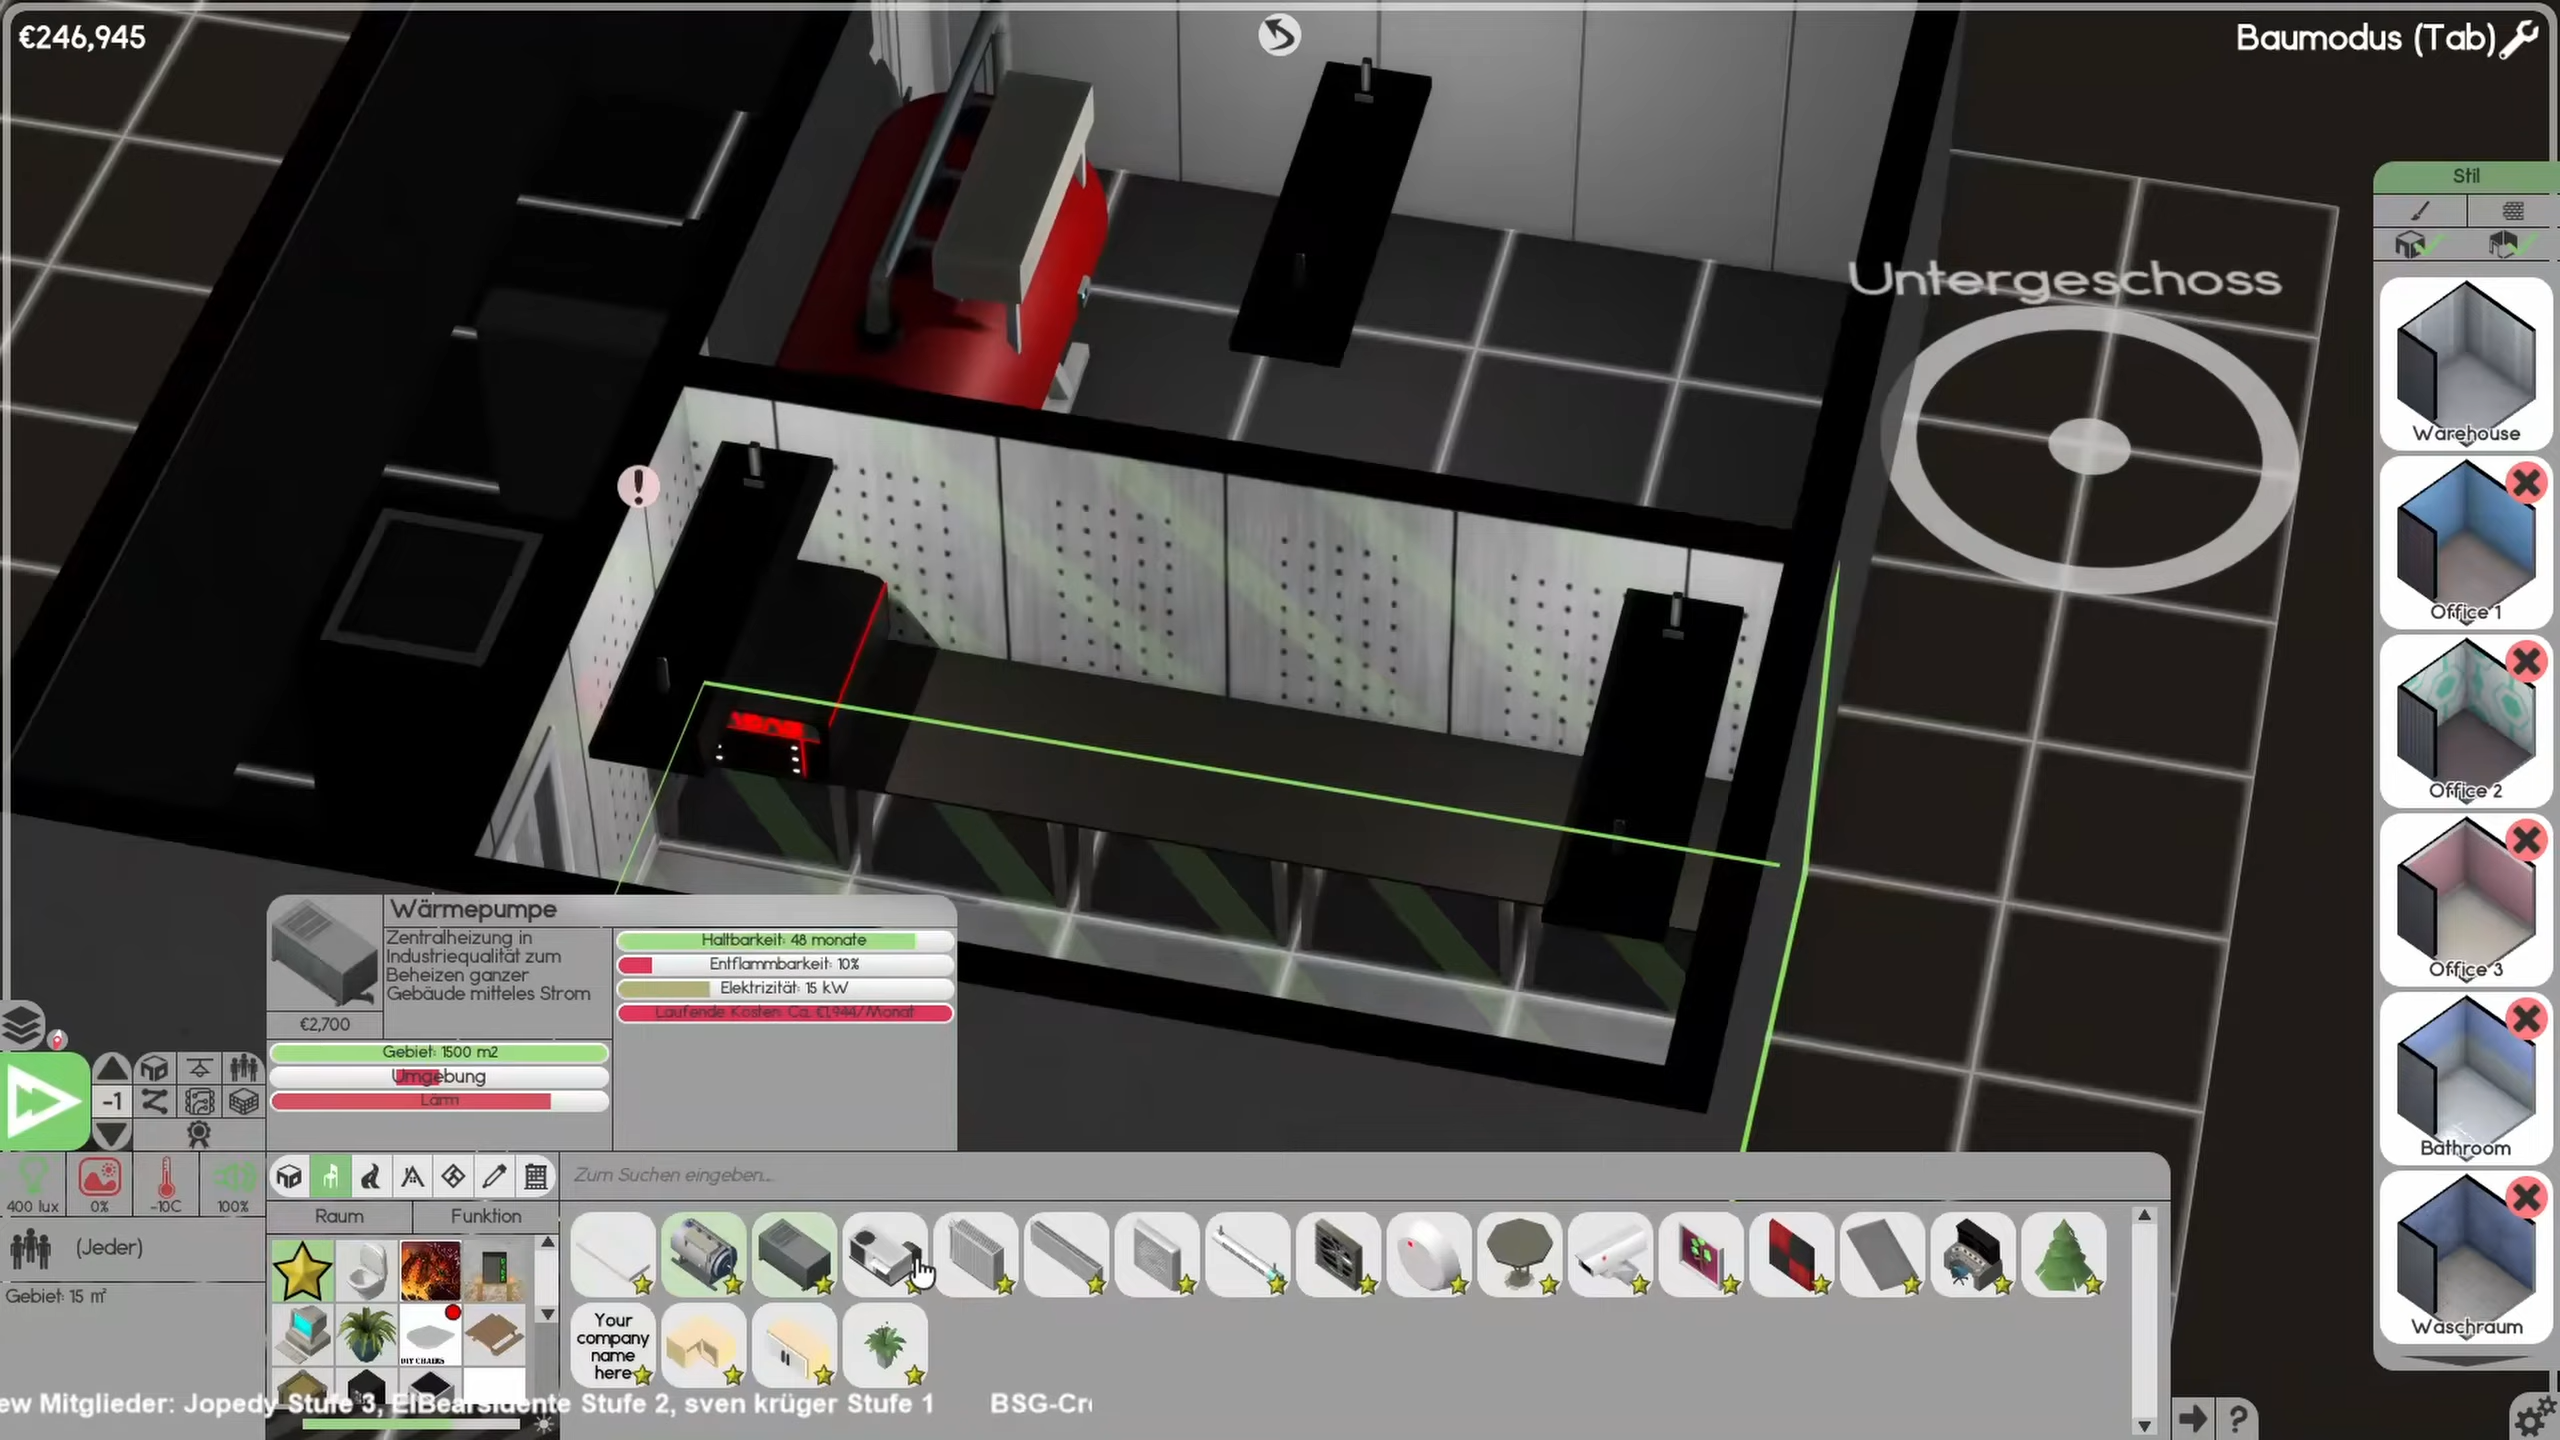 €246,945
Baumodus (Tab)
Untergeschoss
Stil
Warehouse
Office 1
Office 2
Office 3
Bathroom
Waschraum
Wärmepumpe
Zentralheizung in
Industriequalität zum
Beheizen ganzer
Gebäude mitteles Strom
€2,700
Haltbarkeit: 48 monate
Entflammbarkeit: 10%
Elektrizität: 15 kW
Laufende Kosten: Ca. €1,944/Monat
Gebiet: 1500 m2
Umgebung
Lärm
-1
400 lux
0%
-10C
100%
(Jeder)
Gebiet: 15 m²
Raum
Funktion
Zum Suchen eingeben...
DIY CHAIRS
Your
company
name
here
ew Mitglieder: Jopedy Stufe 3, ElBearsidente Stufe 2, sven krüger Stufe 1 BSG-Cr
?